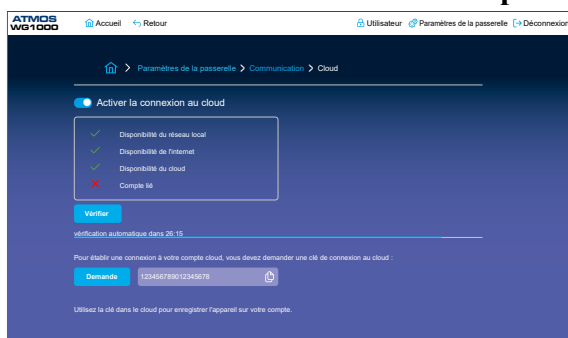 ATMOS
WG1000
Accueil Retour Utilisateur Paramètres de la passerelle Déconnexion
Paramètres de la passerelle > Communication > Cloud
Activer la connexion au cloud
Disponibilité du réseau local
Disponibilité de l'internet
Disponibilité du cloud
Compte lié
Vérifier
vérification automatique dans 26:15
Pour établir une connexion à votre compte cloud, vous devez demander une clé de connexion au cloud :
Demande 123456789012345678
Utilisez la clé dans le cloud pour enregistrer l'appareil sur votre compte.